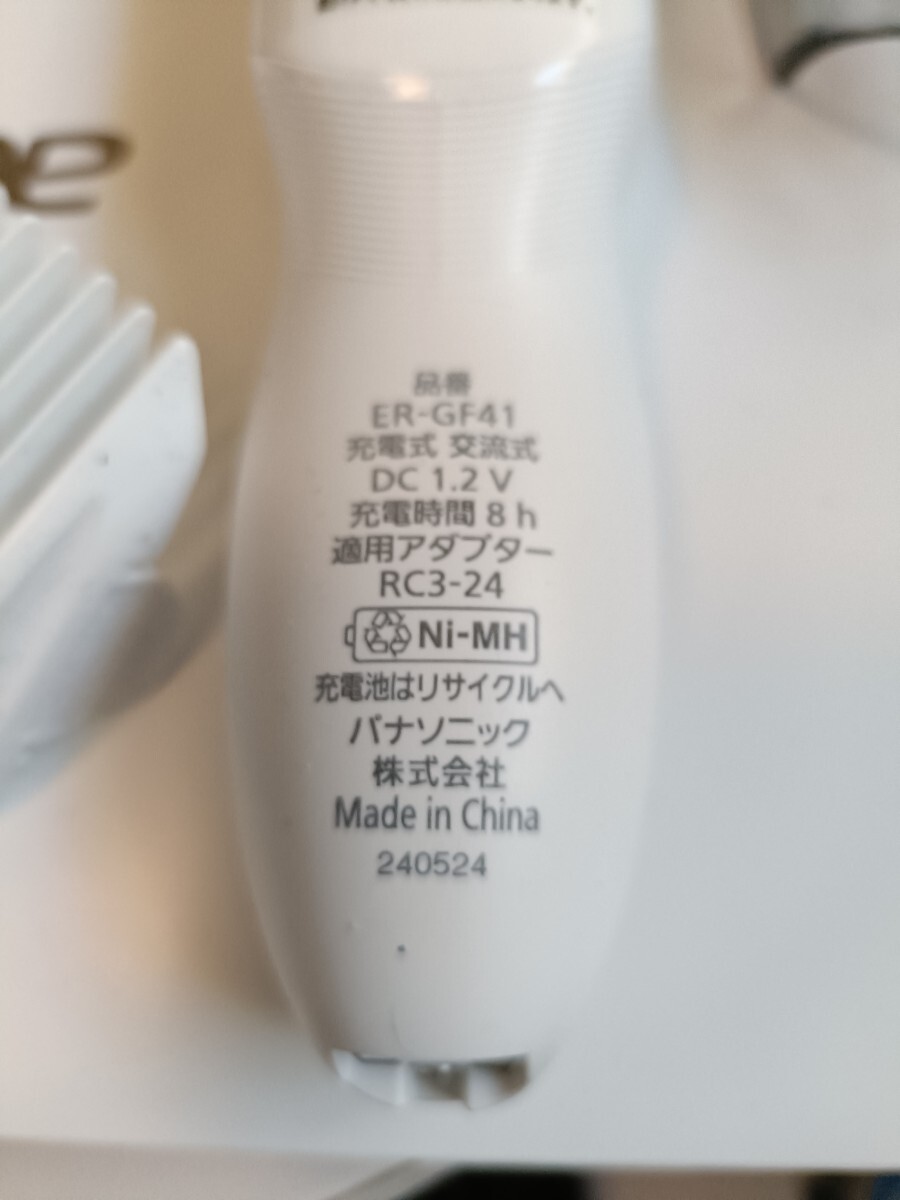 品番
ER-GF41
充電式 交流式
DC 1.2 V
充電時間 8 h
適用アダプター
RC3-24
Ni-MH
充電池はリサイクルへ
パナソニック
株式会社
Made in China
240524